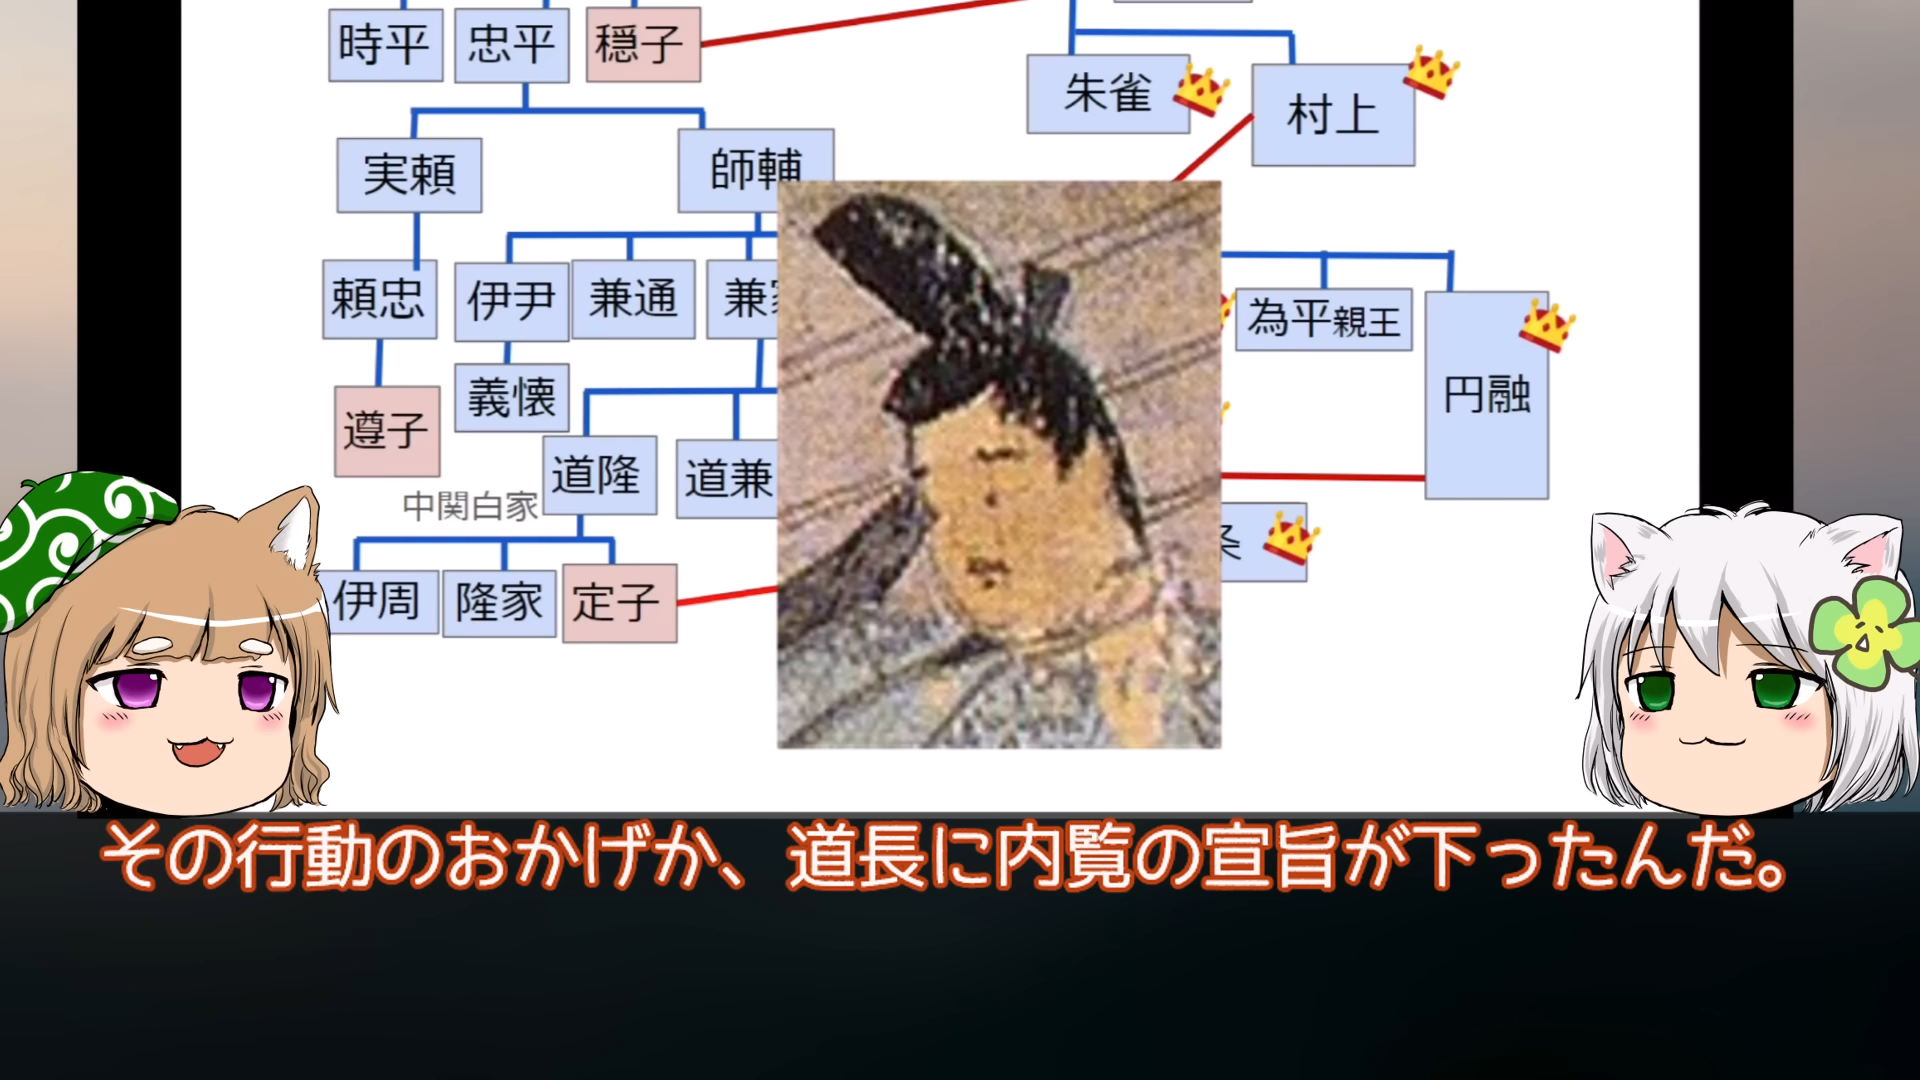 時平
忠平
穏子
朱雀
村上
実頼
師輔
頼忠
伊尹
兼通
兼
為平親王
円融
義懐
遵子
道隆
道兼
中関白家
伊周
隆家
定子
その行動のおかげか、道長に内覧の宣旨が下ったんだ。